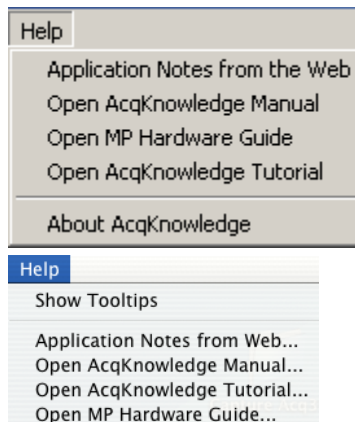 Help
Application Notes from the Web
Open AcqKnowledge Manual
Open MP Hardware Guide
Open AcqKnowledge Tutorial
About AcqKnowledge
Help
Show Tooltips
Application Notes from Web...
Open AcqKnowledge Manual...
Open AcqKnowledge Tutorial...
Open MP Hardware Guide...